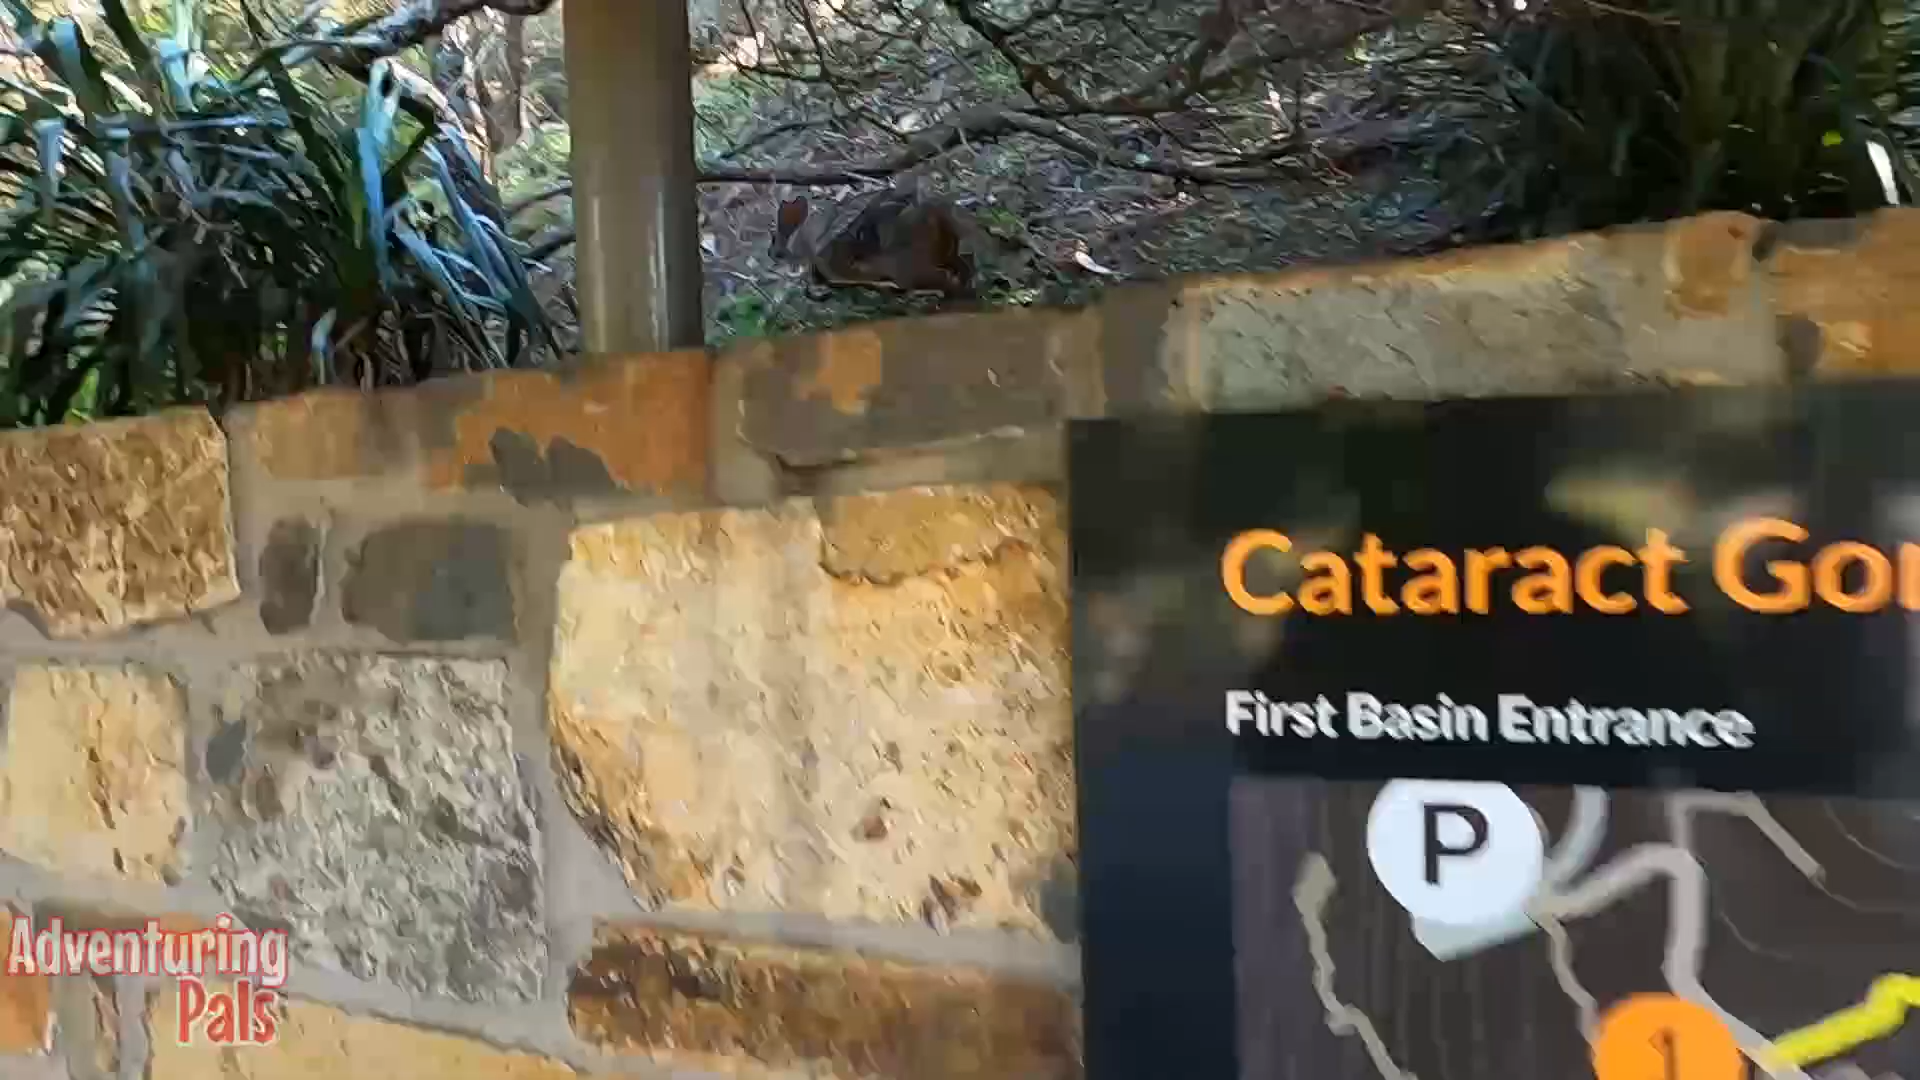 Cataract Gor
First Basin Entrance
P
1
Adventuring
Pals